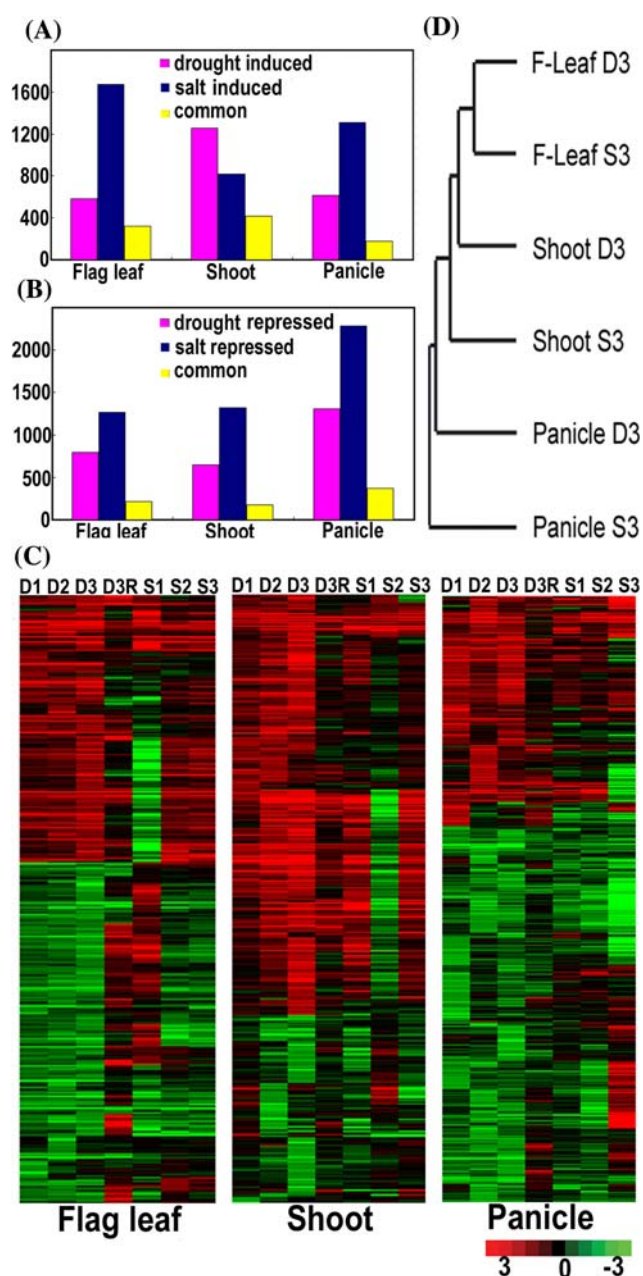 (A)
drought induced
salt induced
common
1600
1200
800
400
0
Flag leaf Shoot Panicle
(B)
drought repressed
salt repressed
common
2000
1500
1000
500
0
Flag leaf Shoot Panicle
(D)
F-Leaf D3
F-Leaf S3
Shoot D3
Shoot S3
Panicle D3
Panicle S3
(C)
D1 D2 D3 D3R S1 S2 S3
D1 D2 D3 D3R S1 S2 S3
D1 D2 D3 D3R S1 S2 S3
Flag leaf Shoot Panicle
3 0 -3